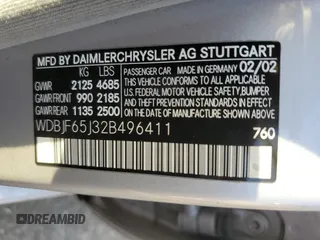 MFD BY DAIMLERCHRYSLER AG STUTTGART
KG LBS
PASSENGER CAR MADE IN GERMANY 02/02
GVWR 2125 4685
GAWR FRONT 990 2185
GAWR REAR 1135 2500
THIS VEHICLE CONFORMS TO ALL APPLICABLE
U.S. FEDERAL MOTOR VEHICLE SAFETY, BUMPER
AND THEFT PREVENTION STANDARDS IN EFFECT
ON THE DATE OF MANUFACTURE SHOWN ABOVE.
WDBJF65J32B496411
760
DREAMBID